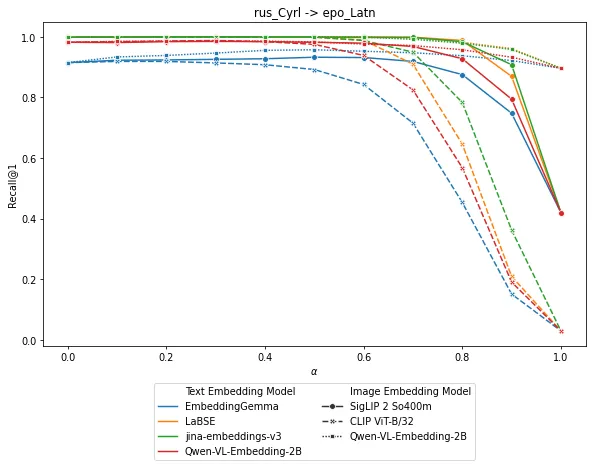 rus_Cyrl -> epo_Latn
Recall@1
1.0
0.8
0.6
0.4
0.2
0.0
0.0 0.2 0.4 0.6 0.8 1.0
α
Text Embedding Model
EmbeddingGemma
LaBSE
jina-embeddings-v3
Qwen-VL-Embedding-2B
Image Embedding Model
SigLIP 2 So400m
CLIP ViT-B/32
Qwen-VL-Embedding-2B